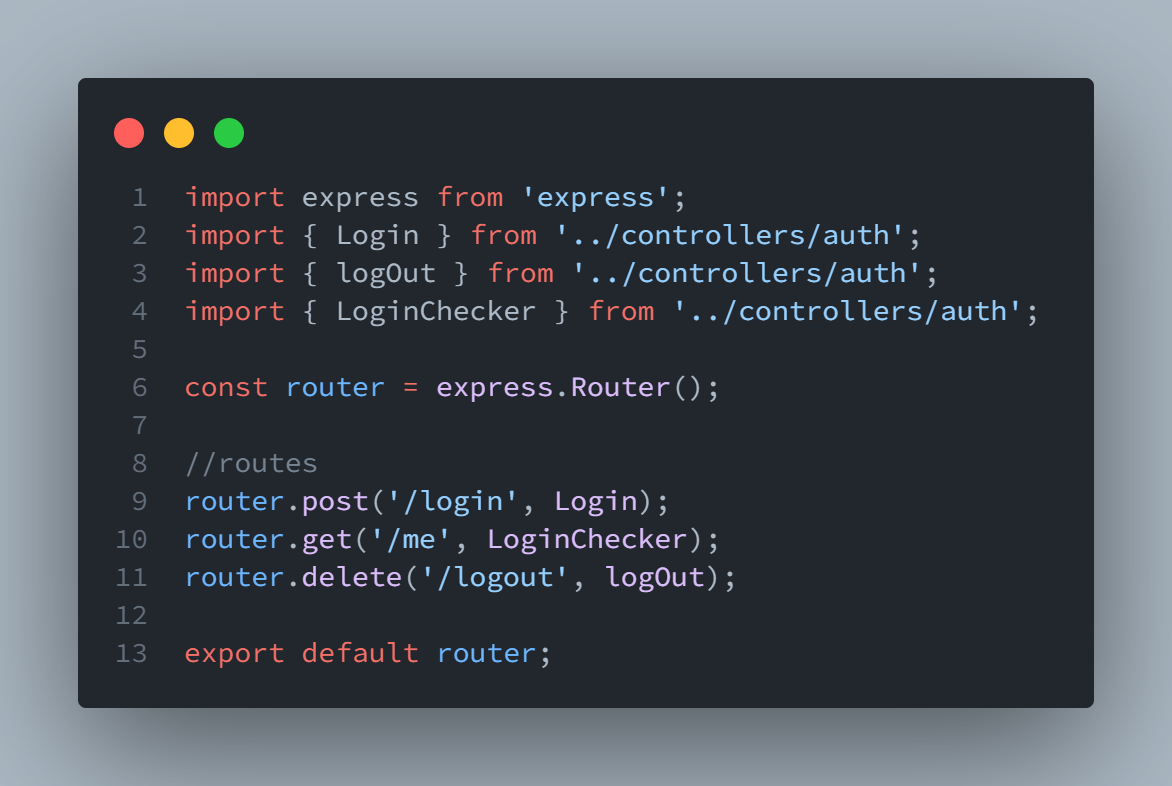 1 import express from 'express';
2 import { Login } from '../controllers/auth';
3 import { logOut } from '../controllers/auth';
4 import { LoginChecker } from '../controllers/auth';
5
6 const router = express.Router();
7
8 //routes
9 router.post('/login', Login);
10 router.get('/me', LoginChecker);
11 router.delete('/logout', logOut);
12
13 export default router;